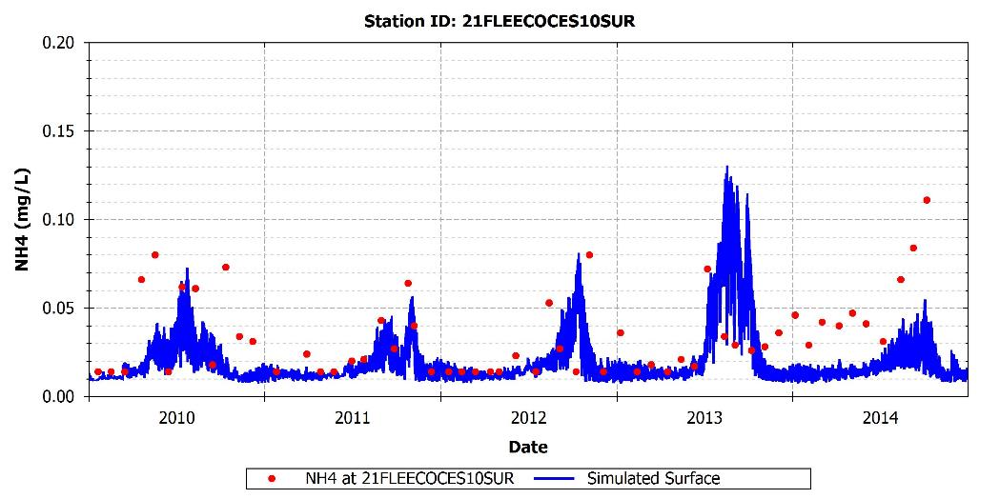 Station ID: 21FLEECOCES10SUR
0.20
0.15
0.10
0.05
0.00
NH4 (mg/L)
2010 2011 2012 2013 2014
Date
NH4 at 21FLEECOCES10SUR Simulated Surface